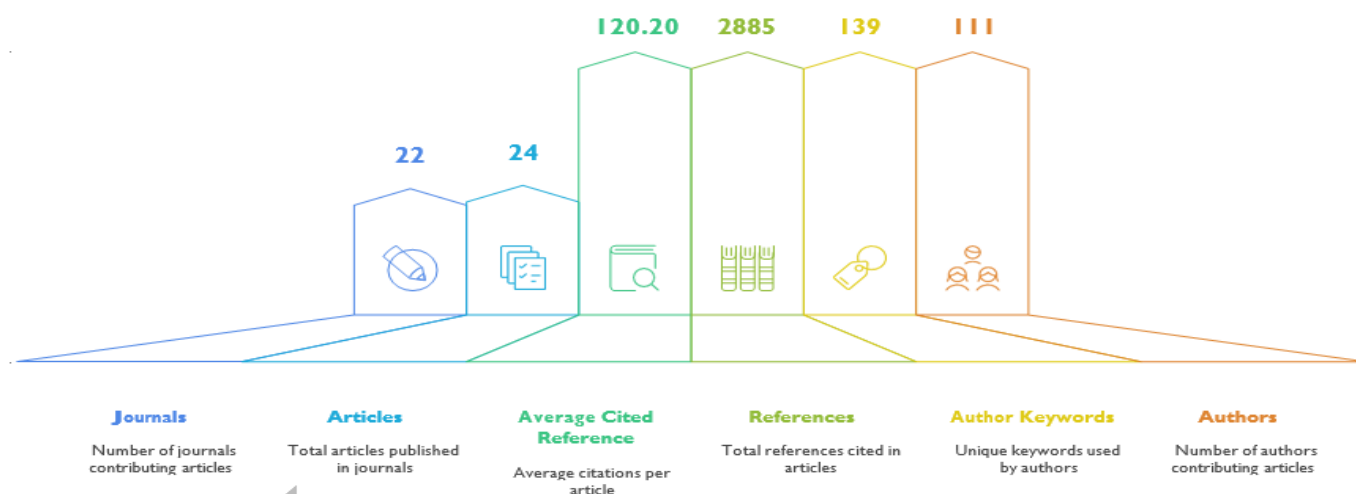 120.20
2885
139
111
22
24
Journals
Number of journals
contributing articles
Articles
Total articles published
in journals
Average Cited
Reference
Average citations per
article
References
Total references cited in
articles
Author Keywords
Unique keywords used
by authors
Authors
Number of authors
contributing articles